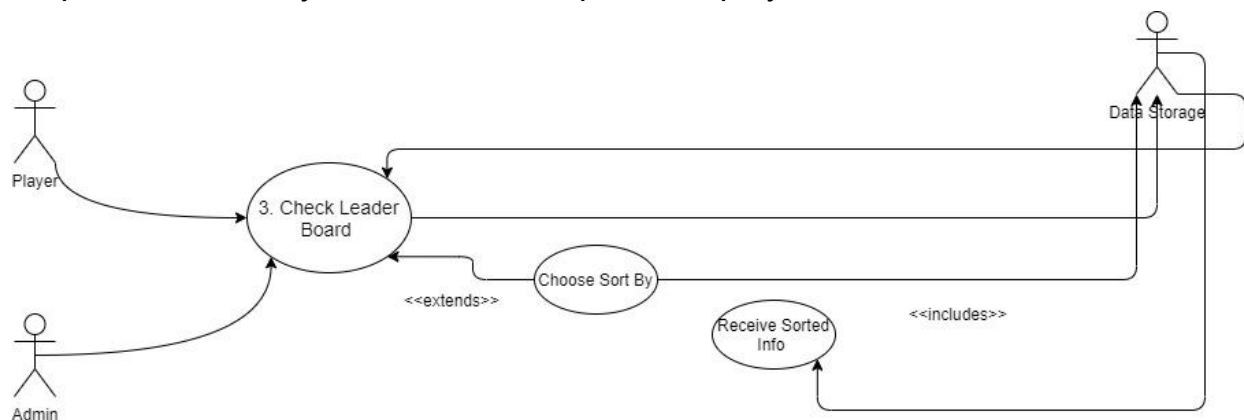 Data Storage
Player
3. Check Leader
Board
Choose Sort By
<<extends>>
<<includes>>
Receive Sorted
Info
Admin